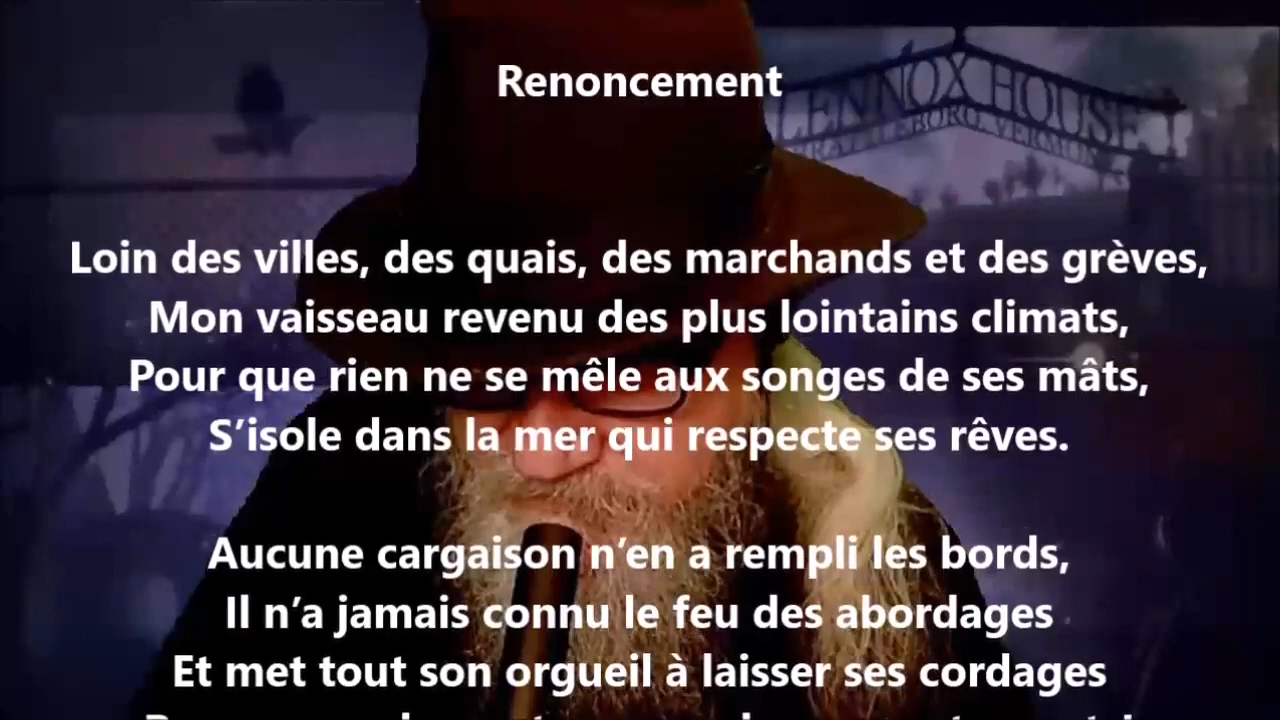 Renoncement
LENNOX HOUSE
BRATTLEBORO, VERMONT
Loin des villes, des quais, des marchands et des grèves,
Mon vaisseau revenu des plus lointains climats,
Pour que rien ne se mêle aux songes de ses mâts,
S’isole dans la mer qui respecte ses rêves.
Aucune cargaison n’en a rempli les bords,
Il n’a jamais connu le feu des abordages
Et met tout son orgueil à laisser ses cordages